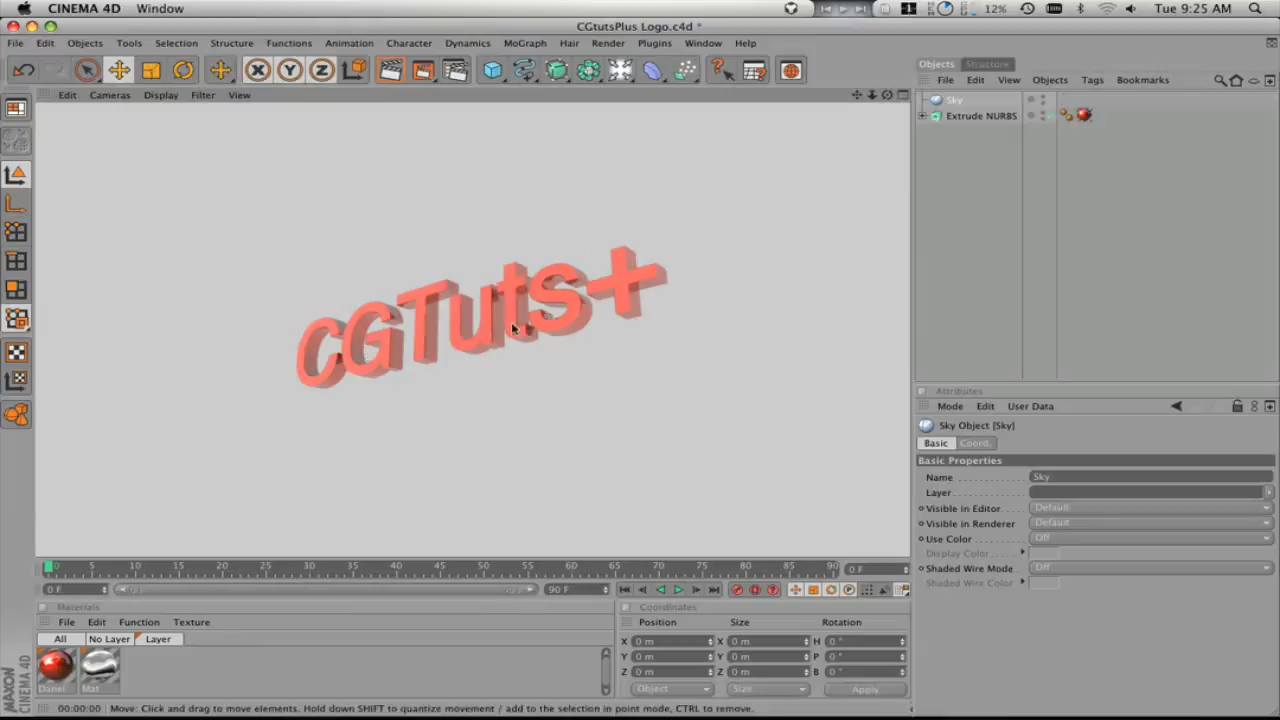 CINEMA 4D Window
12% Tue 9:25 AM
CGtutsPlus Logo.c4d *
File Edit Objects Tools Selection Structure Functions Animation Character Dynamics MoGraph Hair Render Plugins Window Help
X Y Z
Objects Structure
File Edit View Objects Tags Bookmarks
Edit Cameras Display Filter View
Sky
Extrude NURBS
CGTuts+
Attributes
Mode Edit User Data
Sky Object [Sky]
Basic Coord.
Basic Properties
Name Sky
Layer
Visible in Editor Default
Visible in Renderer Default
Use Color Off
Display Color
Shaded Wire Mode Off
Shaded Wire Color
0 5 10 15 20 25 30 35 40 45 50 55 60 65 70 75 80 85 90 0 F
0 F 90 F
Materials
File Edit Function Texture
All No Layer Layer
Danel Mat
Coordinates
Position Size Rotation
X 0 m X 0 m H 0 °
Y 0 m Y 0 m P 0 °
Z 0 m Z 0 m B 0 °
Object Size Apply
MAXON CINEMA 4D
00:00:00 Move: Click and drag to move elements. Hold down SHIFT to quantize movement / add to the selection in point mode, CTRL to remove.